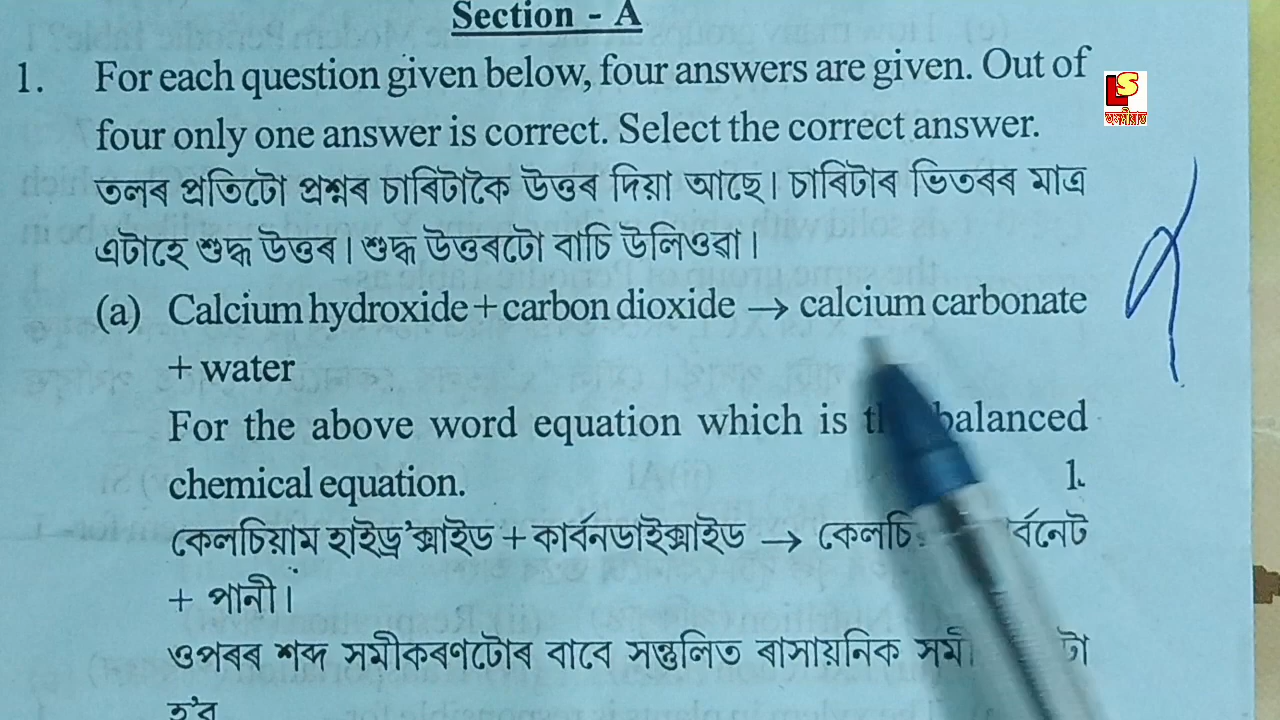 Section - A
1. For each question given below, four answers are given. Out of
four only one answer is correct. Select the correct answer.
তলৰ প্ৰতিটো প্ৰশ্নৰ চাৰিটাকৈ উত্তৰ দিয়া আছে। চাৰিটাৰ ভিতৰৰ মাত্ৰ
এটাহে শুদ্ধ উত্তৰ। শুদ্ধ উত্তৰটো বাচি উলিওৱা।
(a) Calcium hydroxide + carbon dioxide → calcium carbonate
+ water
For the above word equation which is balanced
chemical equation. 1
কেলচিয়াম হাইড্ৰ'ক্সাইড + কাৰ্বনডাইক্সাইড →
+ পানী।
ওপৰৰ শব্দ সমীকৰণটোৰ বাবে সন্তুলিত ৰাসায়নিক
হ'ব
LS